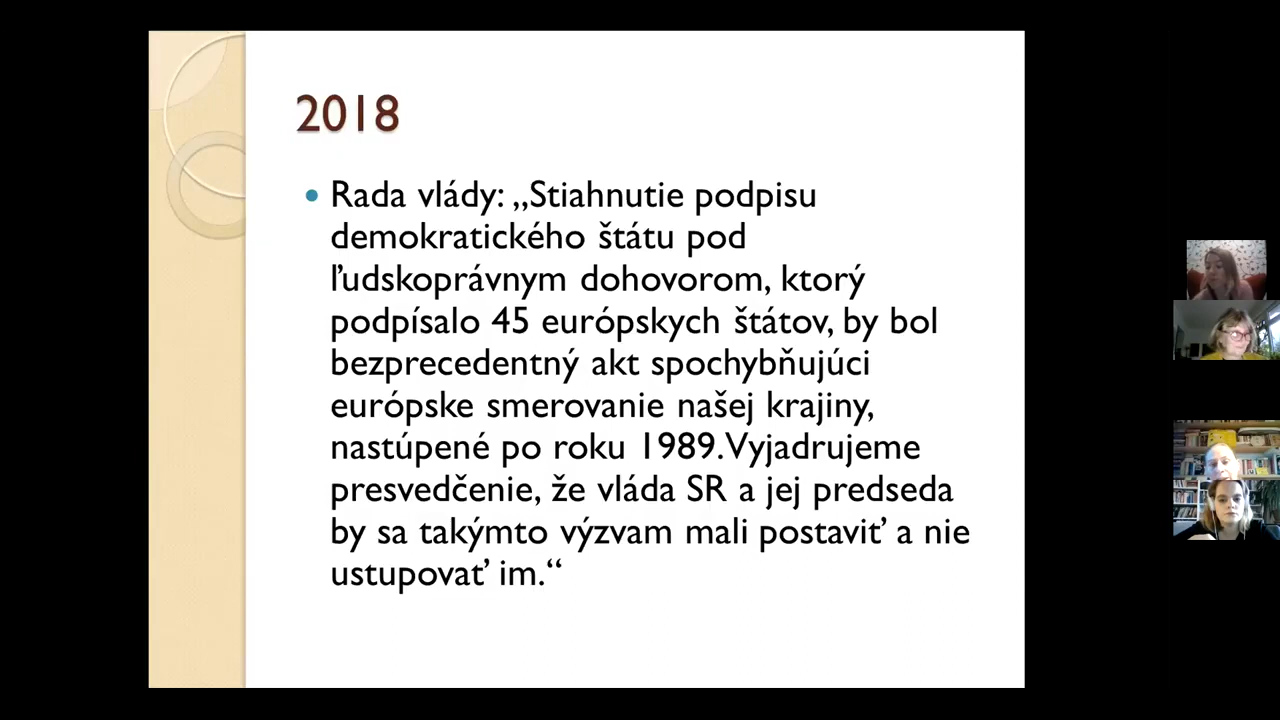 2018
Rada vlády: „Stiahnutie podpisu
demokratického štátu pod
ľudskoprávnym dohovorom, ktorý
podpísalo 45 európskych štátov, by bol
bezprecedentný akt spochybňujúci
európske smerovanie našej krajiny,
nastúpené po roku 1989. Vyjadrujeme
presvedčenie, že vláda SR a jej predseda
by sa takýmto výzvam mali postaviť a nie
ustupovať im.“